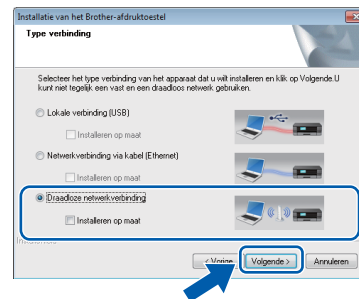 Installatie van het Brother-afdruktoestel
Type verbinding
Selecteer het type verbinding van het apparaat dat u wilt installeren en klik op Volgende.U
kunt niet tegelijk een vast en een draadloos netwerk gebruiken.
Lokale verbinding (USB)
Installeren op maat
Netwerkverbinding via kabel (Ethernet)
Installeren op maat
Draadloze netwerkverbinding
Installeren op maat
< Vorige Volgende > Annuleren